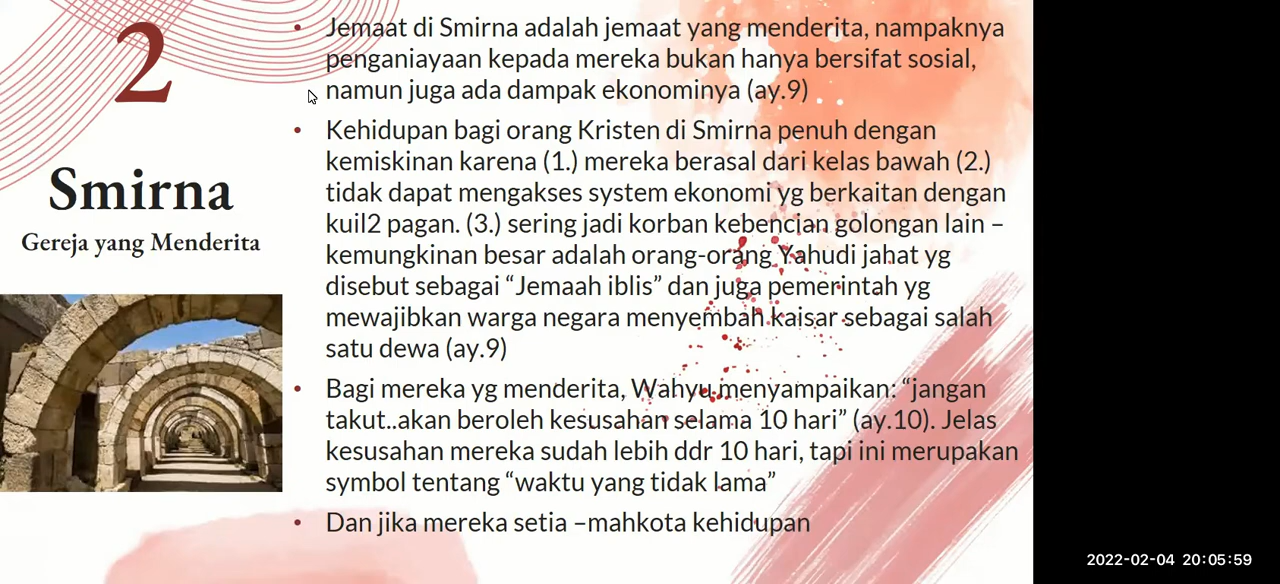 2
Smirna
Gereja yang Menderita
• Jemaat di Smirna adalah jemaat yang menderita, nampaknya
penganiayaan kepada mereka bukan hanya bersifat sosial,
namun juga ada dampak ekonominya (ay.9)
• Kehidupan bagi orang Kristen di Smirna penuh dengan
kemiskinan karena (1.) mereka berasal dari kelas bawah (2.)
tidak dapat mengakses system ekonomi yg berkaitan dengan
kuil2 pagan. (3.) sering jadi korban kebencian golongan lain –
kemungkinan besar adalah orang-orang Yahudi jahat yg
disebut sebagai “Jemaah iblis” dan juga pemerintah yg
mewajibkan warga negara menyembah kaisar sebagai salah
satu dewa (ay.9)
• Bagi mereka yg menderita, Wahyu menyampaikan: “jangan
takut..akan beroleh kesusahan selama 10 hari” (ay.10). Jelas
kesusahan mereka sudah lebih ddr 10 hari, tapi ini merupakan
symbol tentang “waktu yang tidak lama”
• Dan jika mereka setia –mahkota kehidupan
2022-02-04 20:05:59